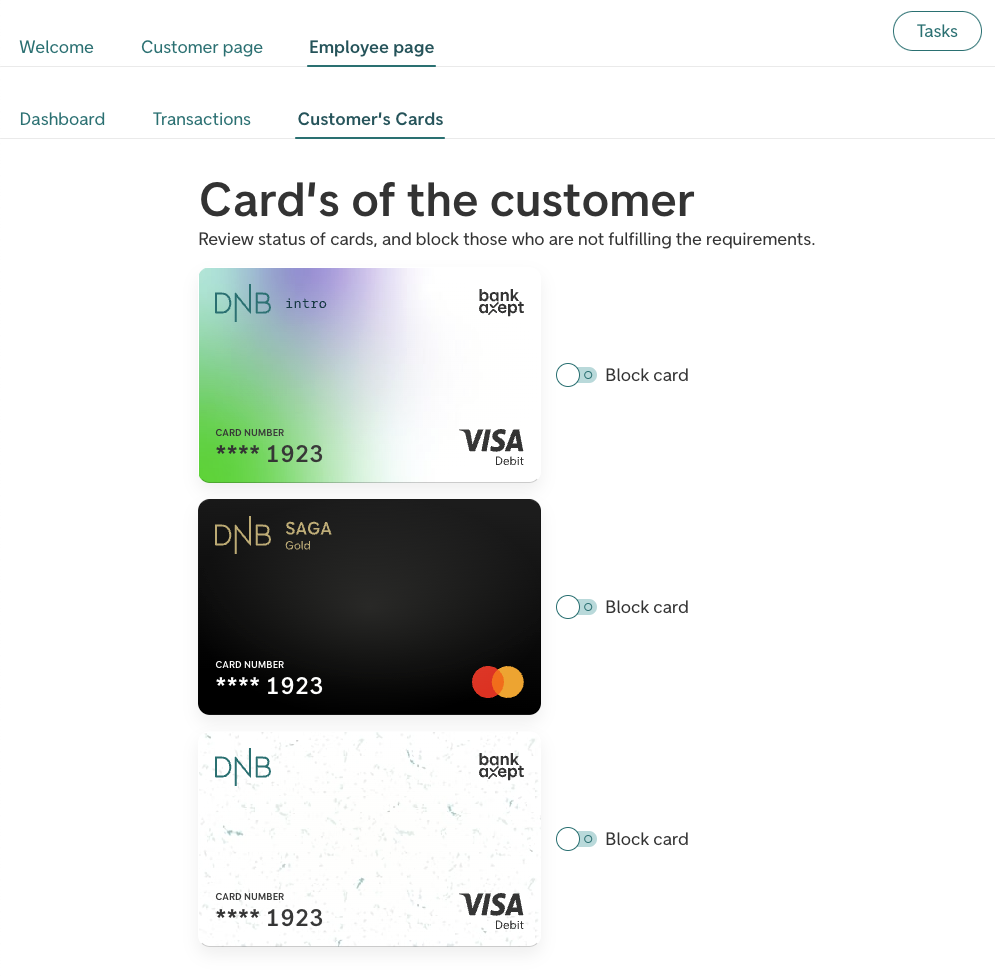 Welcome Customer page Employee page Tasks
Dashboard Transactions Customer's Cards
Card's of the customer
Review status of cards, and block those who are not fulfilling the requirements.
DNB intro bank axept
Block card
CARD NUMBER
**** 1923
VISA
Debit
DNB SAGA
Gold
Block card
CARD NUMBER
**** 1923
DNB bank axept
Block card
CARD NUMBER
**** 1923
VISA
Debit